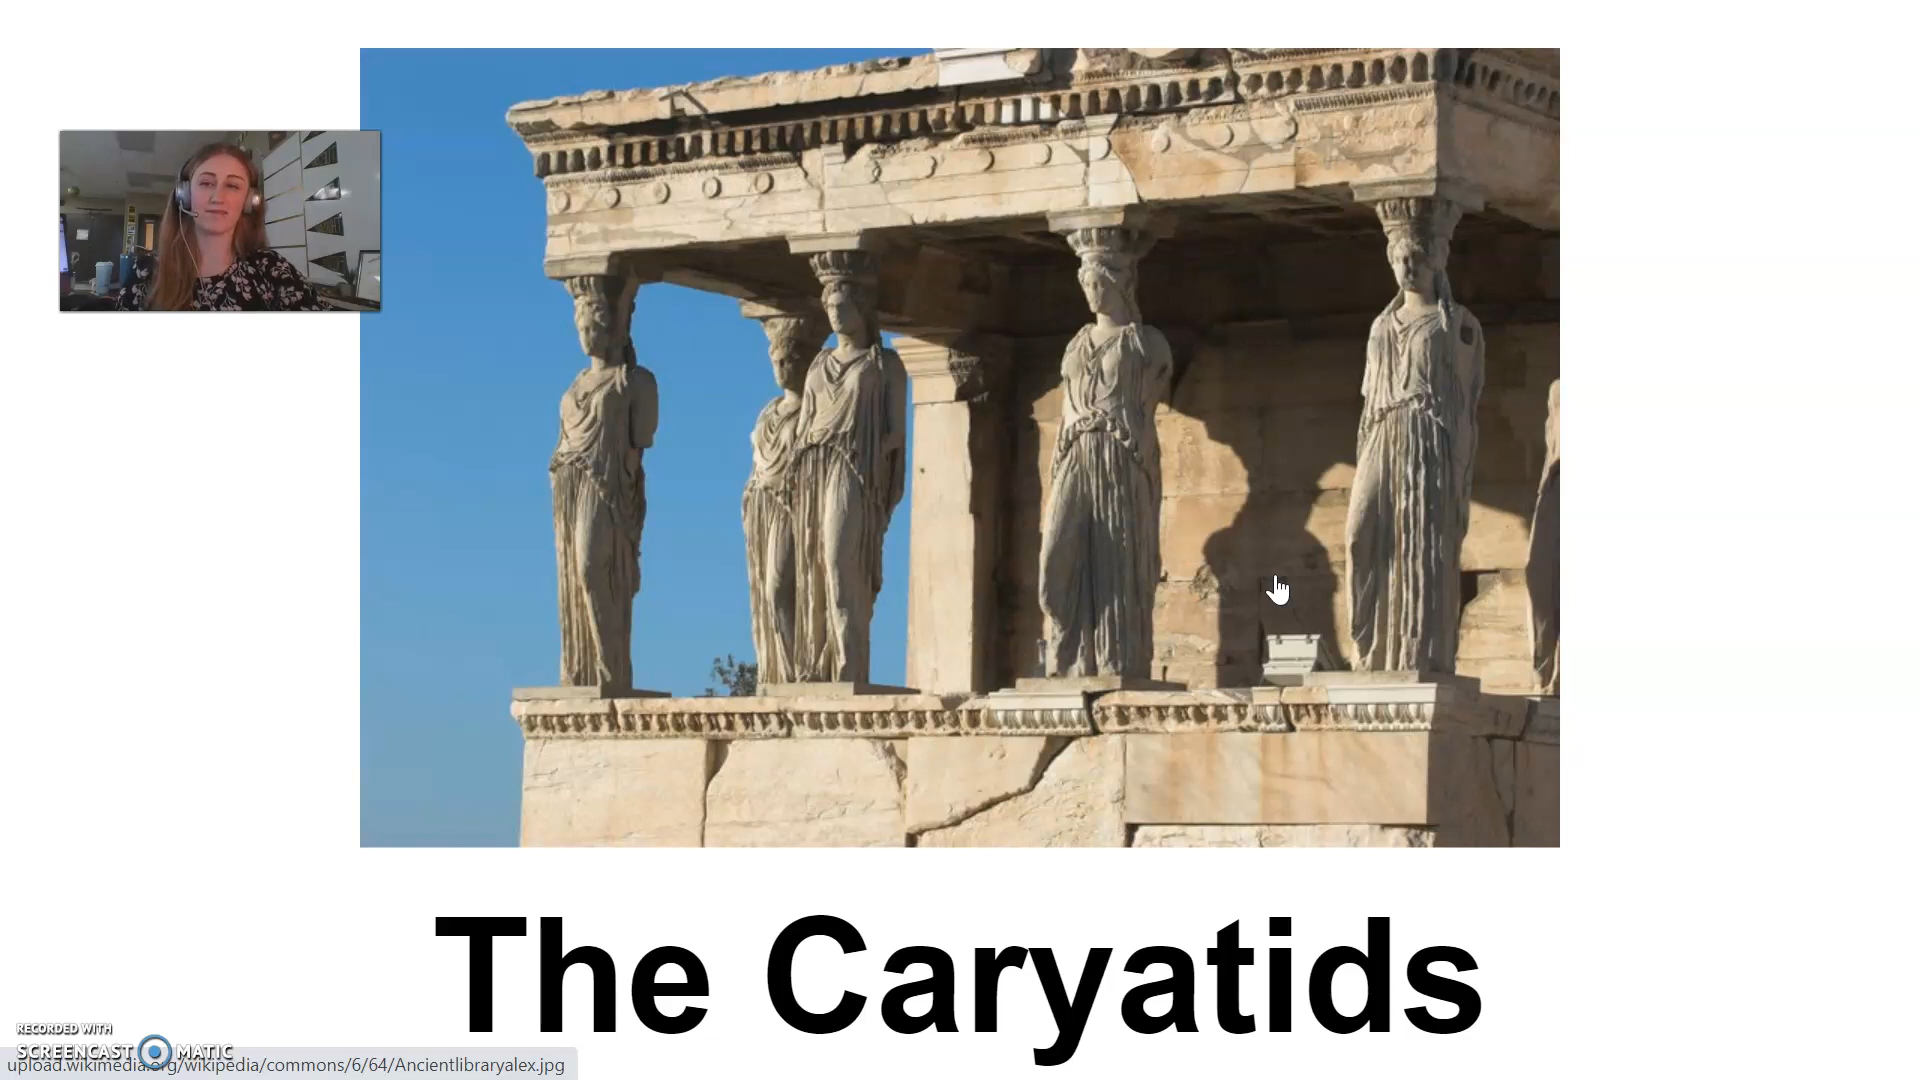 The Caryatids
RECORDED WITH
SCREENCAST MATIC
upload.wikimedia.org/wikipedia/commons/6/64/Ancientlibraryalex.jpg